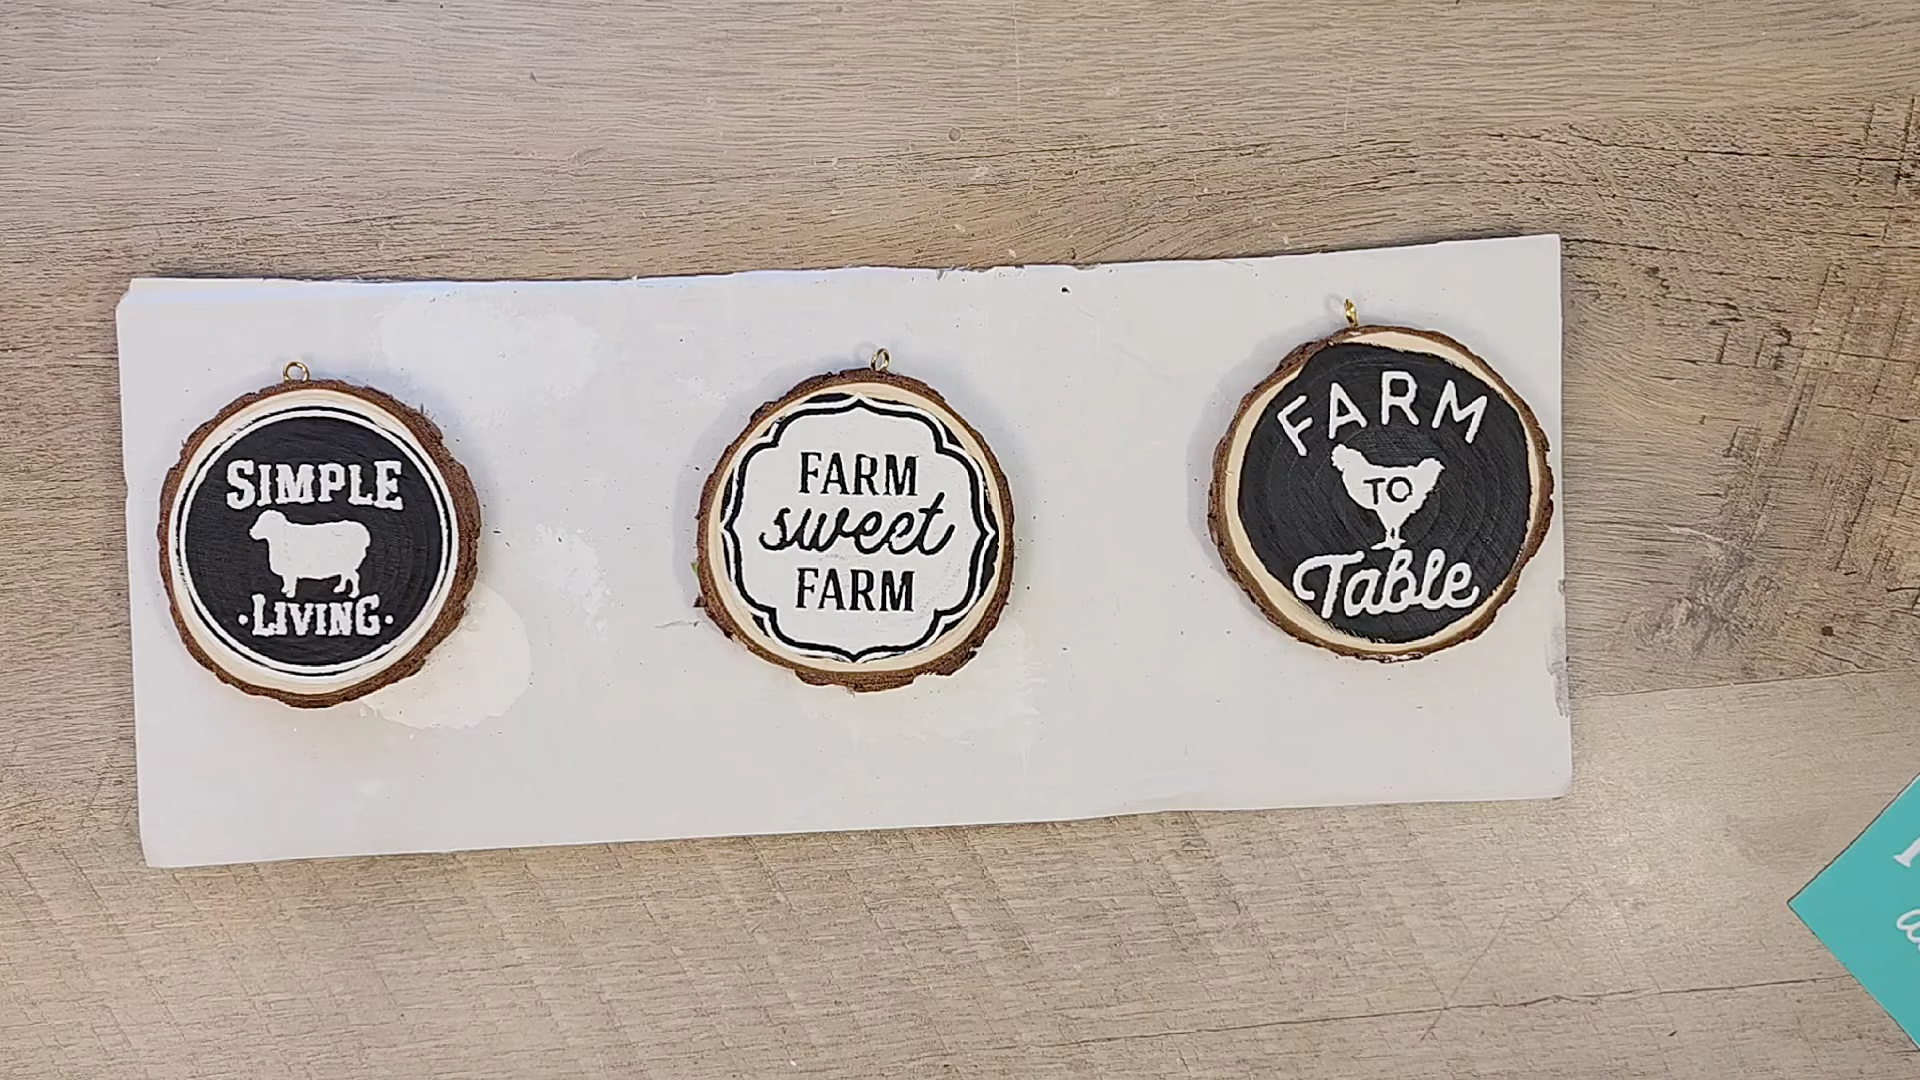 SIMPLE
·LIVING·
FARM
sweet
FARM
FARM
TO
Table